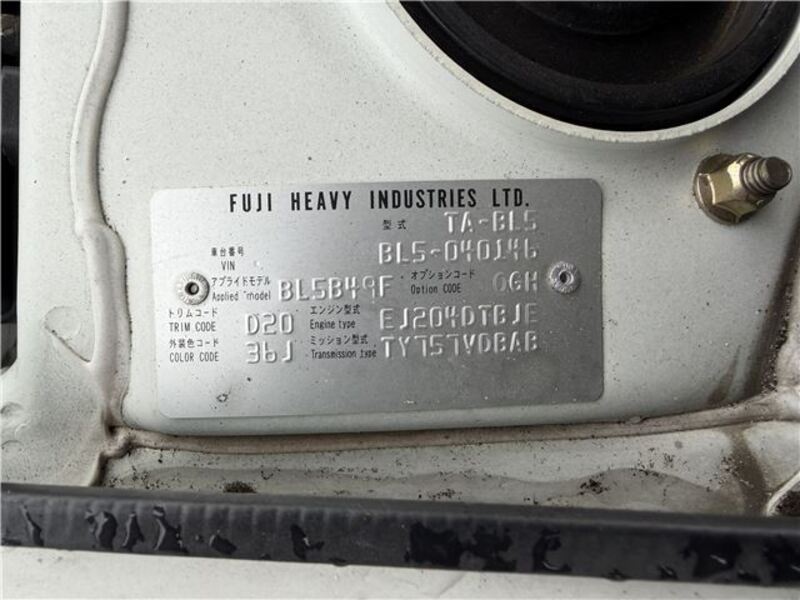 FUJI HEAVY INDUSTRIES LTD.
型式 TA-BL5
車台番号 VIN BL5-040146
アプライドモデル Applied model BL5B49F オプションコード Option CODE OGH
トリムコード TRIM CODE D20 エンジン型式 Engine type EJ204DTBJE
外装色コード COLOR CODE 36J ミッション型式 Transmission type TY757VDBAB